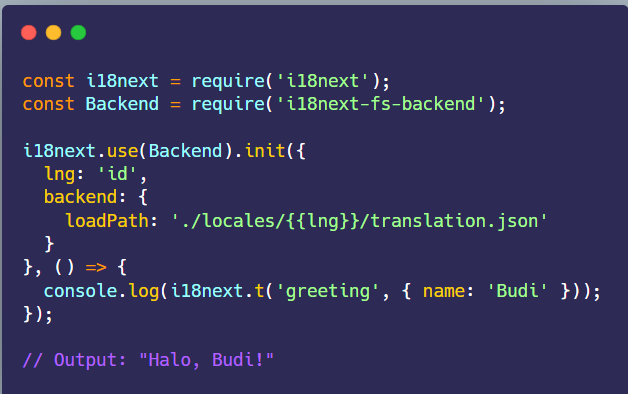 const i18next = require('i18next');
const Backend = require('i18next-fs-backend');

i18next.use(Backend).init({
  lng: 'id',
  backend: {
    loadPath: './locales/{{lng}}/translation.json'
  }
}, () => {
  console.log(i18next.t('greeting', { name: 'Budi' }));
});

// Output: "Halo, Budi!"